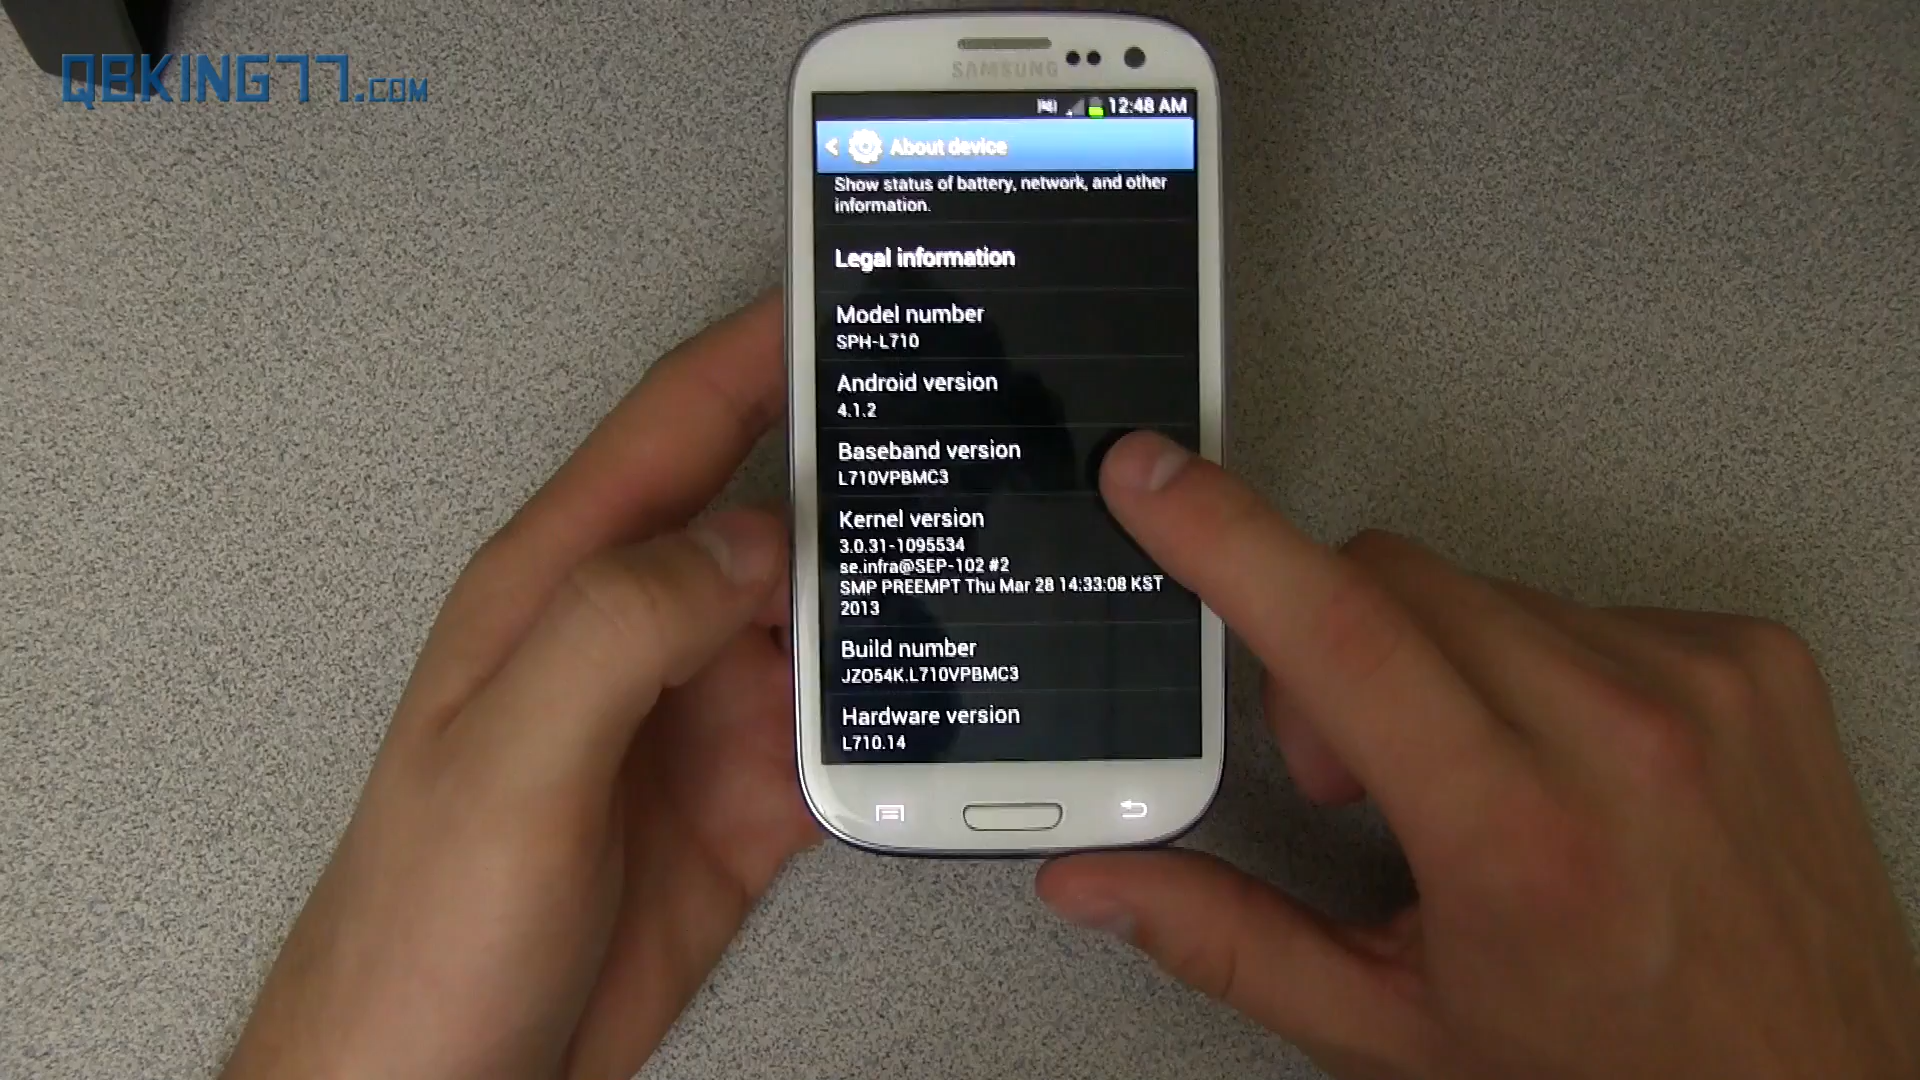 QBKING77.COM
SAMSUNG
12:48 AM
About device
Show status of battery, network, and other
information.
Legal information
Model number
SPH-L710
Android version
4.1.2
Baseband version
L710VPBMC3
Kernel version
3.0.31-1095534
se.infra@SEP-102 #2
SMP PREEMPT Thu Mar 28 14:33:08 KST
2013
Build number
JZO54K.L710VPBMC3
Hardware version
L710.14